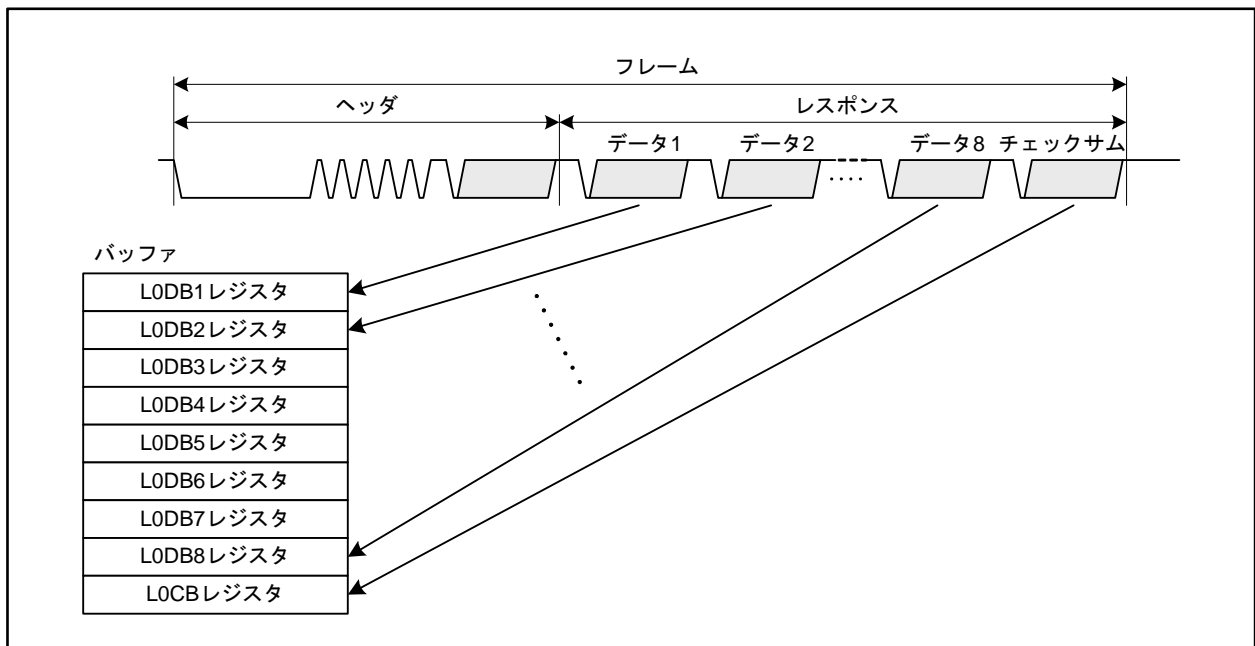 フレーム
ヘッダ
レスポンス
データ1
データ2
データ8
チェックサム
バッファ
L0DB1レジスタ
L0DB2レジスタ
L0DB3レジスタ
L0DB4レジスタ
L0DB5レジスタ
L0DB6レジスタ
L0DB7レジスタ
L0DB8レジスタ
L0CBレジスタ